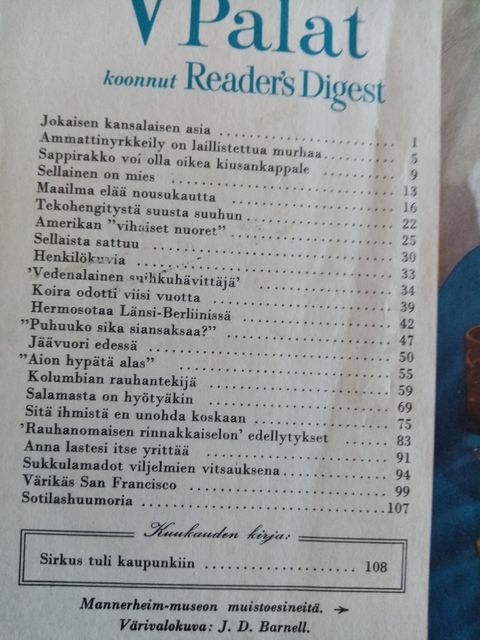 V Palat
koonnut Reader's Digest
Jokaisen kansalaisen asia ........ 1
Ammattinyrkkeily on laillistettua murhaa ........ 5
Sappirakko voi olla oikea kiusankappale ........ 9
Sellainen on mies ........ 13
Maailma elää nousukautta ........ 16
Tekohengitystä suusta suuhun ........ 22
Amerikan "vihaiset nuoret" ........ 25
Sellaista sattuu ........ 30
Henkilökuvia ........ 33
'Vedenalainen suihkuhävittäjä' ........ 34
Koira odotti viisi vuotta ........ 39
Hermosotaa Länsi-Berliinissä ........ 42
"Puhuuko sika siansaksaa?" ........ 47
Jäävuori edessä ........ 50
"Aion hypätä alas" ........ 55
Kolumbian rauhantekijä ........ 59
Salamasta on hyötyäkin ........ 69
Sitä ihmistä en unohda koskaan ........ 75
'Rauhanomaisen rinnakkaiselon' edellytykset ...... 83
Anna lastesi itse yrittää ........ 91
Sukkulamadot viljelmien vitsauksena ........ 94
Värikäs San Francisco ........ 99
Sotilashuumoria ........ 107
Kuukauden kirja:
Sirkus tuli kaupunkiin ........ 108
Mannerheim-museon muistoesineitä. →
Värivalokuva: J. D. Barnell.